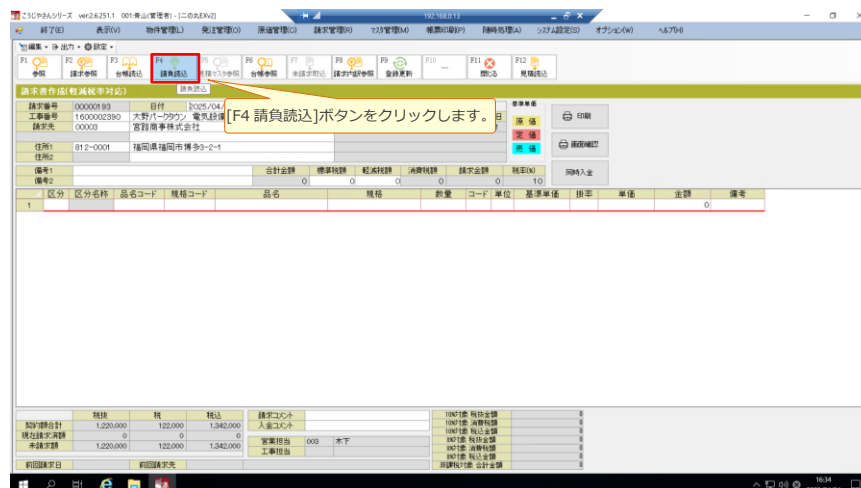 こうじやさんシリーズ ver.2.6.251.1 001:青山(管理者) - [二の丸EXv2]
192.168.0.13
終了(E) 表示(V) 物件管理(L) 発注管理(O) 原価管理(C) 請求管理(R) マスタ管理(M) 帳票印刷(P) 随時処理(A) システム設定(S) オプション(W) ヘルプ(H)
編集 出力 設定
F1 F2 F3 F4 F5 F6 F7 F8 F9 F10 F11 F12
参照 請求参照 台帳読込 請負読込 見積マスタ参照 台帳参照 未請求取込 請求内訳参照 登録更新 閉じる 見積読込
請負読込
請求書作成(軽減税率対応)
[F4 請負読込]ボタンをクリックします。
請求番号 00000193 日付 2025/04/
基準単価
工事番号 1600002390 大野パークタウン 電気設備
日
原 価
印刷
請求先 00003 宮路商事株式会社
定 価
住所1 812-0001 福岡県福岡市博多3-2-1
売 価
画面確認
住所2
備考1 合計金額 標準税額 軽減税額 消費税額 請求金額 税率(%)
同時入金
備考2 0 0 0 0 0 10
区分 区分名称 品名コード 規格コード 品名 規格 数量 コード 単位 基準単価 掛率 単価 金額 備考
1 0
税抜 税 税込 請求コメント
10%対象 税抜金額 0
契約額合計 1,220,000 122,000 1,342,000 入金コメント
10%対象 消費税額 0
現在請求済額 0 0 0
10%対象 税込金額 0
未請求額 1,220,000 122,000 1,342,000 営業担当 003 木下
8%対象 税抜金額 0
工事担当
8%対象 消費税額 0
8%対象 税込金額 0
前回請求日 前回請求先
非課税対象 合計金額 0
16:34